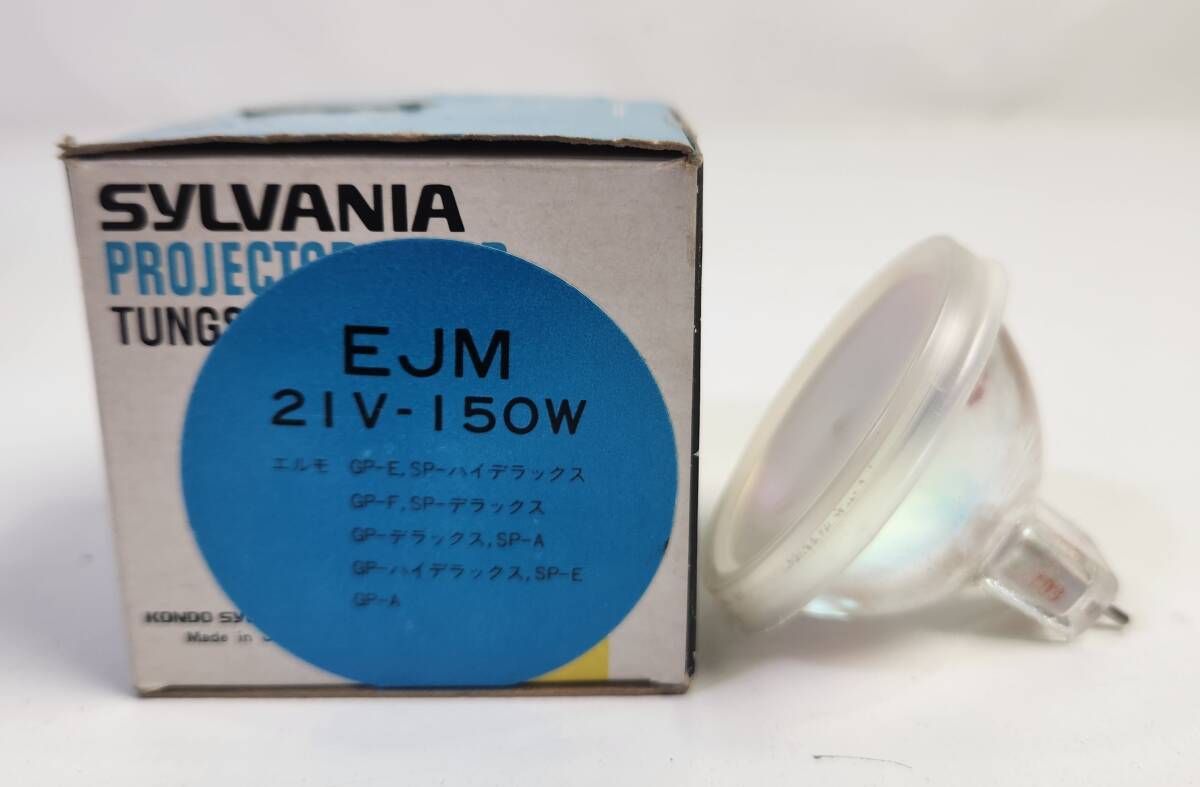 SYLVANIA
PROJECTOR
TUNGS
EJM
21V-150W
エルモ GP-E,SP-ハイデラックス
GP-F,SP-デラックス
GP-デラックス,SP-A
GP-ハイデラックス,SP-E
GP-A
KONDO SY
Made in